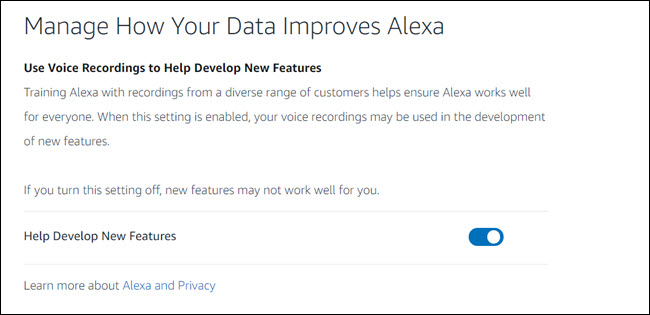 Manage How Your Data Improves Alexa
Use Voice Recordings to Help Develop New Features
Training Alexa with recordings from a diverse range of customers helps ensure Alexa works well
for everyone. When this setting is enabled, your voice recordings may be used in the development
of new features.
If you turn this setting off, new features may not work well for you.
Help Develop New Features
Learn more about Alexa and Privacy